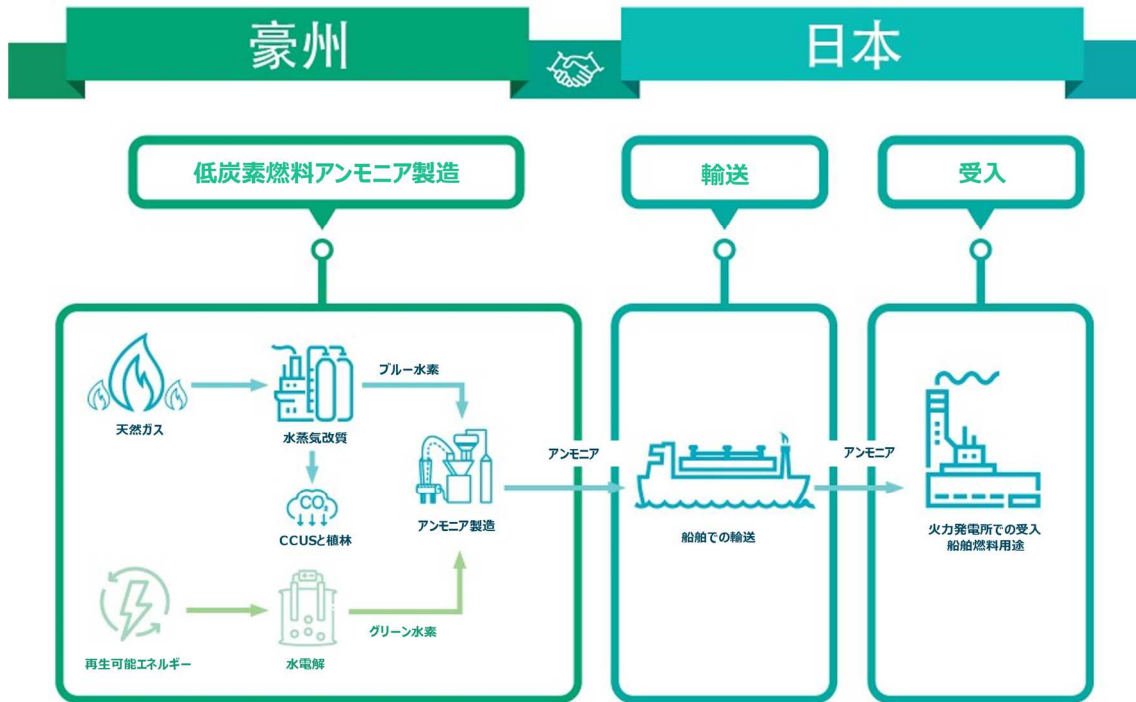 豪州
日本
低炭素燃料アンモニア製造
輸送
受入
天然ガス
水蒸気改質
ブルー水素
CO₂
CCUSと植林
アンモニア製造
再生可能エネルギー
水電解
グリーン水素
アンモニア
船舶での輸送
アンモニア
火力発電所での受入
船舶燃料用途